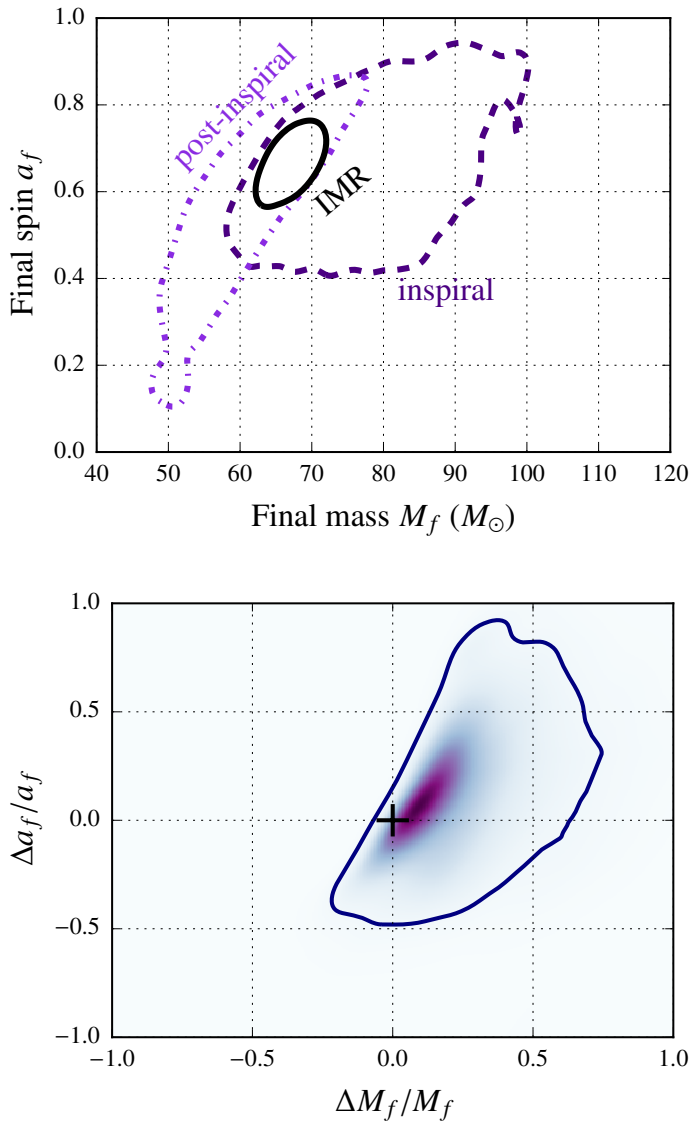 1.0
0.8
0.6
0.4
0.2
0.0
Final spin a_f
post-inspiral
IMR
inspiral
40 50 60 70 80 90 100 110 120
Final mass M_f (M_⊙)
1.0
0.5
0.0
−0.5
−1.0
Δa_f/a_f
−1.0 −0.5 0.0 0.5 1.0
ΔM_f/M_f